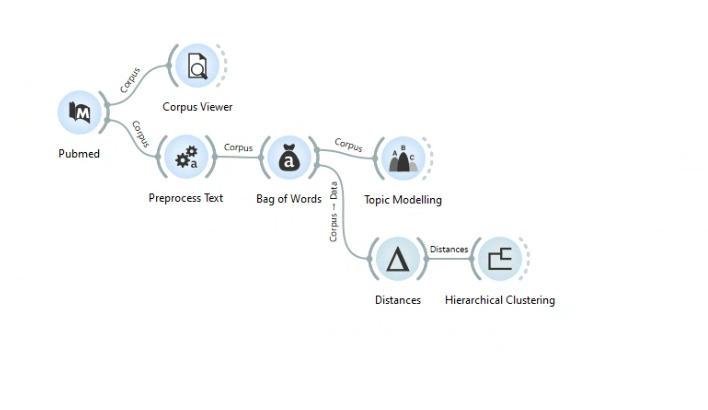 Corpus
Corpus Viewer
M
Pubmed
Corpus
a
Preprocess Text
Corpus
a
Bag of Words
Corpus
A B C
Topic Modelling
Corpus → Data
Δ
Distances
Distances
Hierarchical Clustering